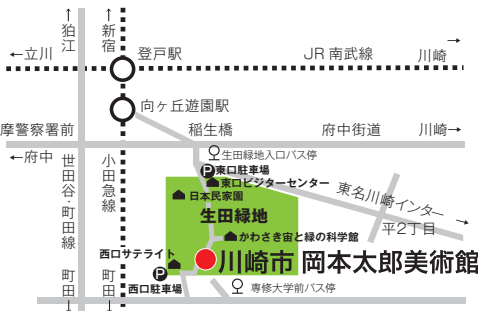 ↑狛江
↑新宿
←立川
登戸駅
JR 南武線
川崎→
向ヶ丘遊園駅
摩警察署前
稲生橋
府中街道
川崎→
←府中
生田緑地入口バス停
P東口駐車場
東口ビジターセンター
日本民家園
東名川崎インター→
世田谷・町田線
小田急線
生田緑地
平2丁目
かわさき宙と緑の科学館
西口サテライト
川崎市 岡本太郎美術館
P
西口駐車場
専修大学前バス停
町田↓
町田↓